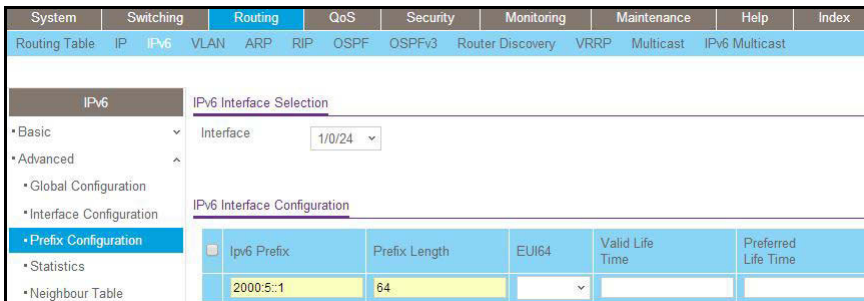 System Switching Routing QoS Security Monitoring Maintenance Help Index
Routing Table IP IPv6 VLAN ARP RIP OSPF OSPFv3 Router Discovery VRRP Multicast IPv6 Multicast
IPv6
Basic
Advanced
Global Configuration
Interface Configuration
Prefix Configuration
Statistics
Neighbour Table
IPv6 Interface Selection
Interface 1/0/24
IPv6 Interface Configuration
Ipv6 Prefix Prefix Length EUI64 Valid Life Time Preferred Life Time
2000:5::1 64